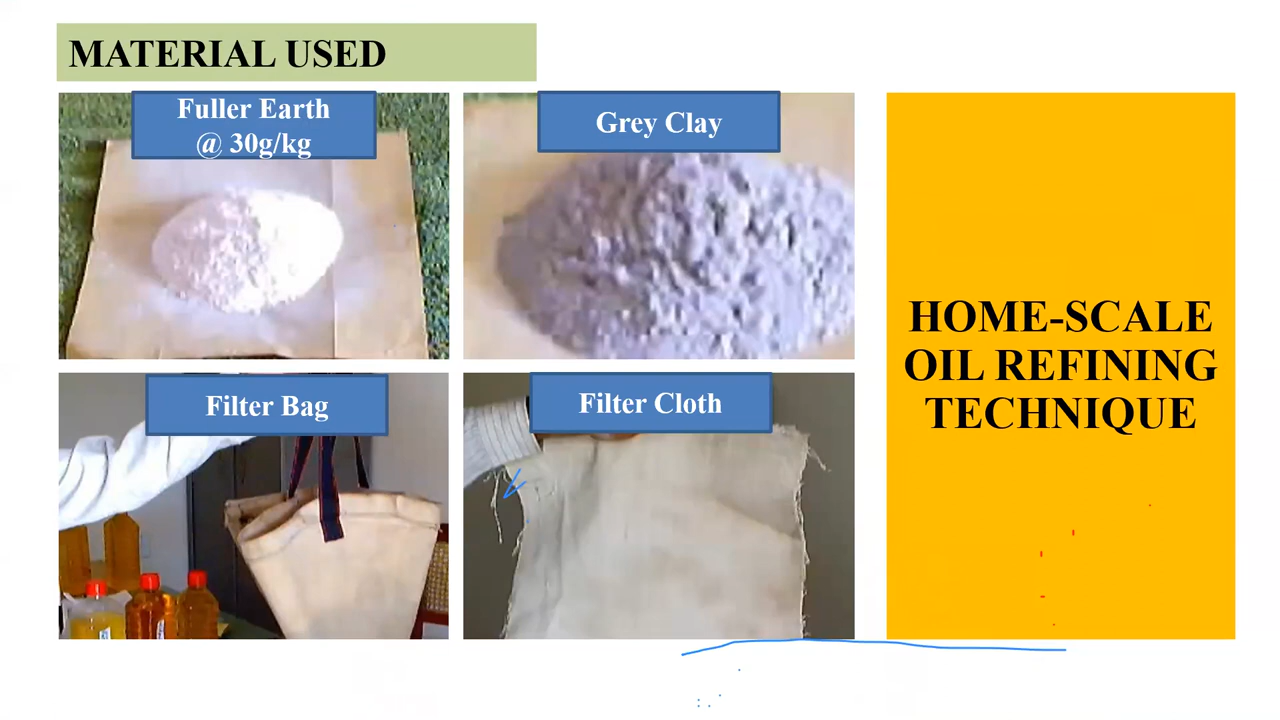 MATERIAL USED
Fuller Earth
@ 30g/kg
Grey Clay
Filter Bag
Filter Cloth
HOME-SCALE
OIL REFINING
TECHNIQUE